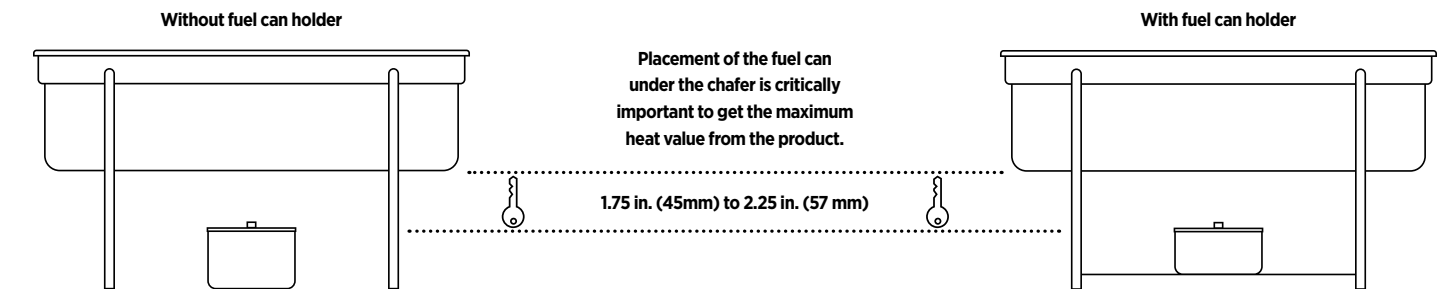 Without fuel can holder
With fuel can holder
Placement of the fuel can
under the chafer is critically
important to get the maximum
heat value from the product.
1.75 in. (45mm) to 2.25 in. (57 mm)